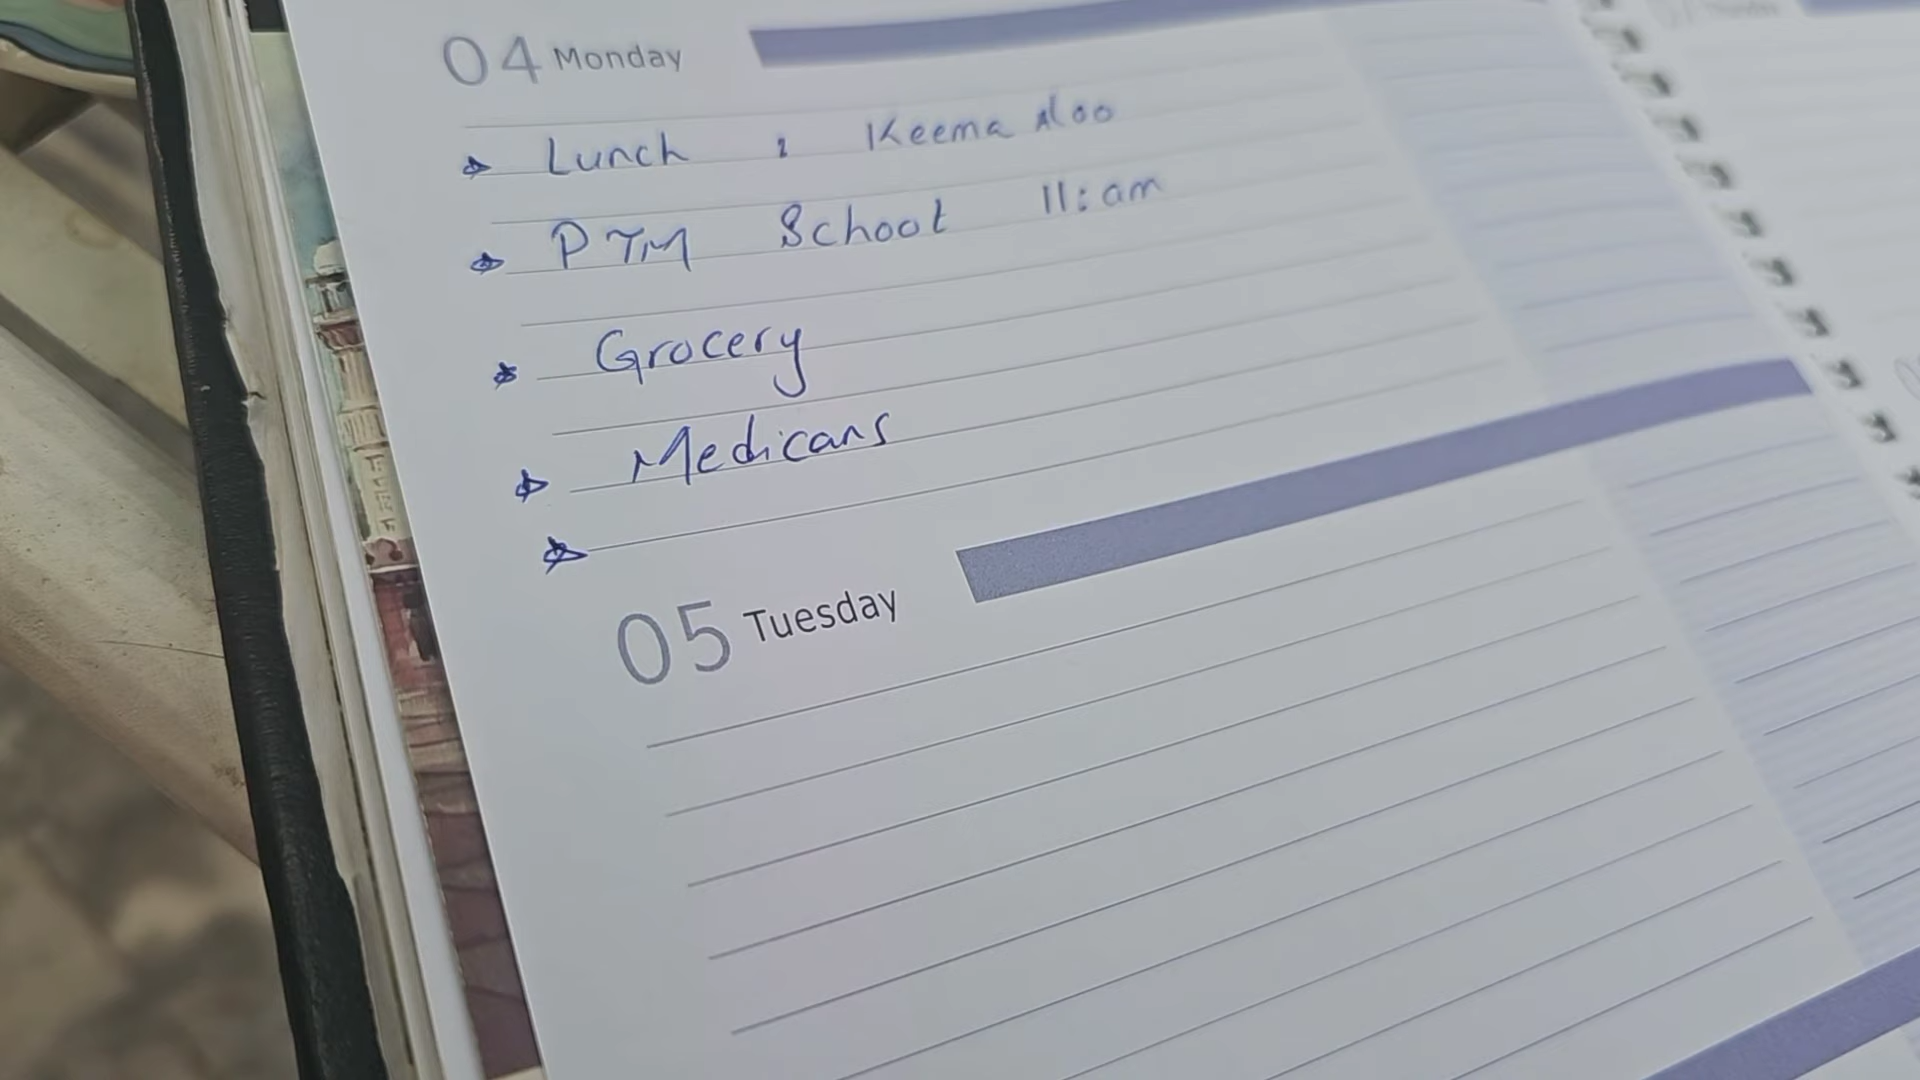 04 Monday
Lunch : Keema Aloo
PTM School 11:am
Grocery
Medicans
05 Tuesday